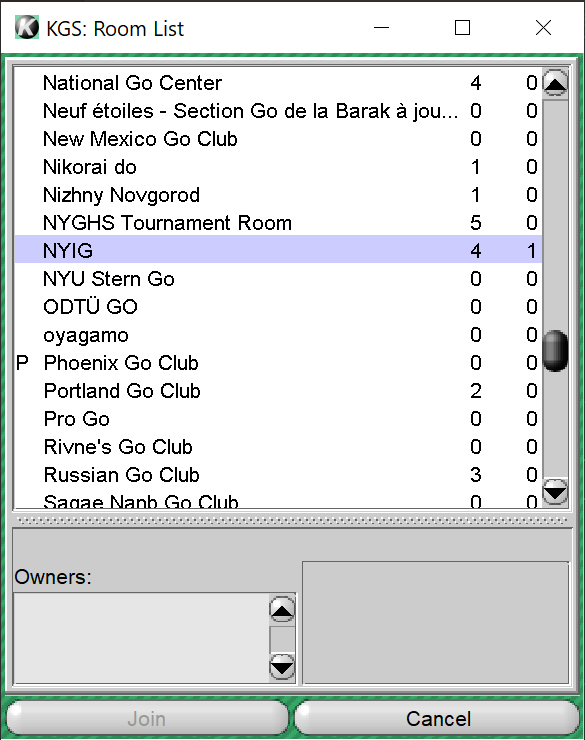 KGS: Room List
National Go Center 4 0
Neuf étoiles - Section Go de la Barak à jou... 0 0
New Mexico Go Club 0 0
Nikorai do 1 0
Nizhny Novgorod 1 0
NYGHS Tournament Room 5 0
NYIG 4 1
NYU Stern Go 0 0
ODTÜ GO 0 0
oyagamo 0 0
P Phoenix Go Club 0 0
Portland Go Club 2 0
Pro Go 0 0
Rivne's Go Club 0 0
Russian Go Club 3 0
Sagae Nanb Go Club 0 0
Owners:
Join Cancel